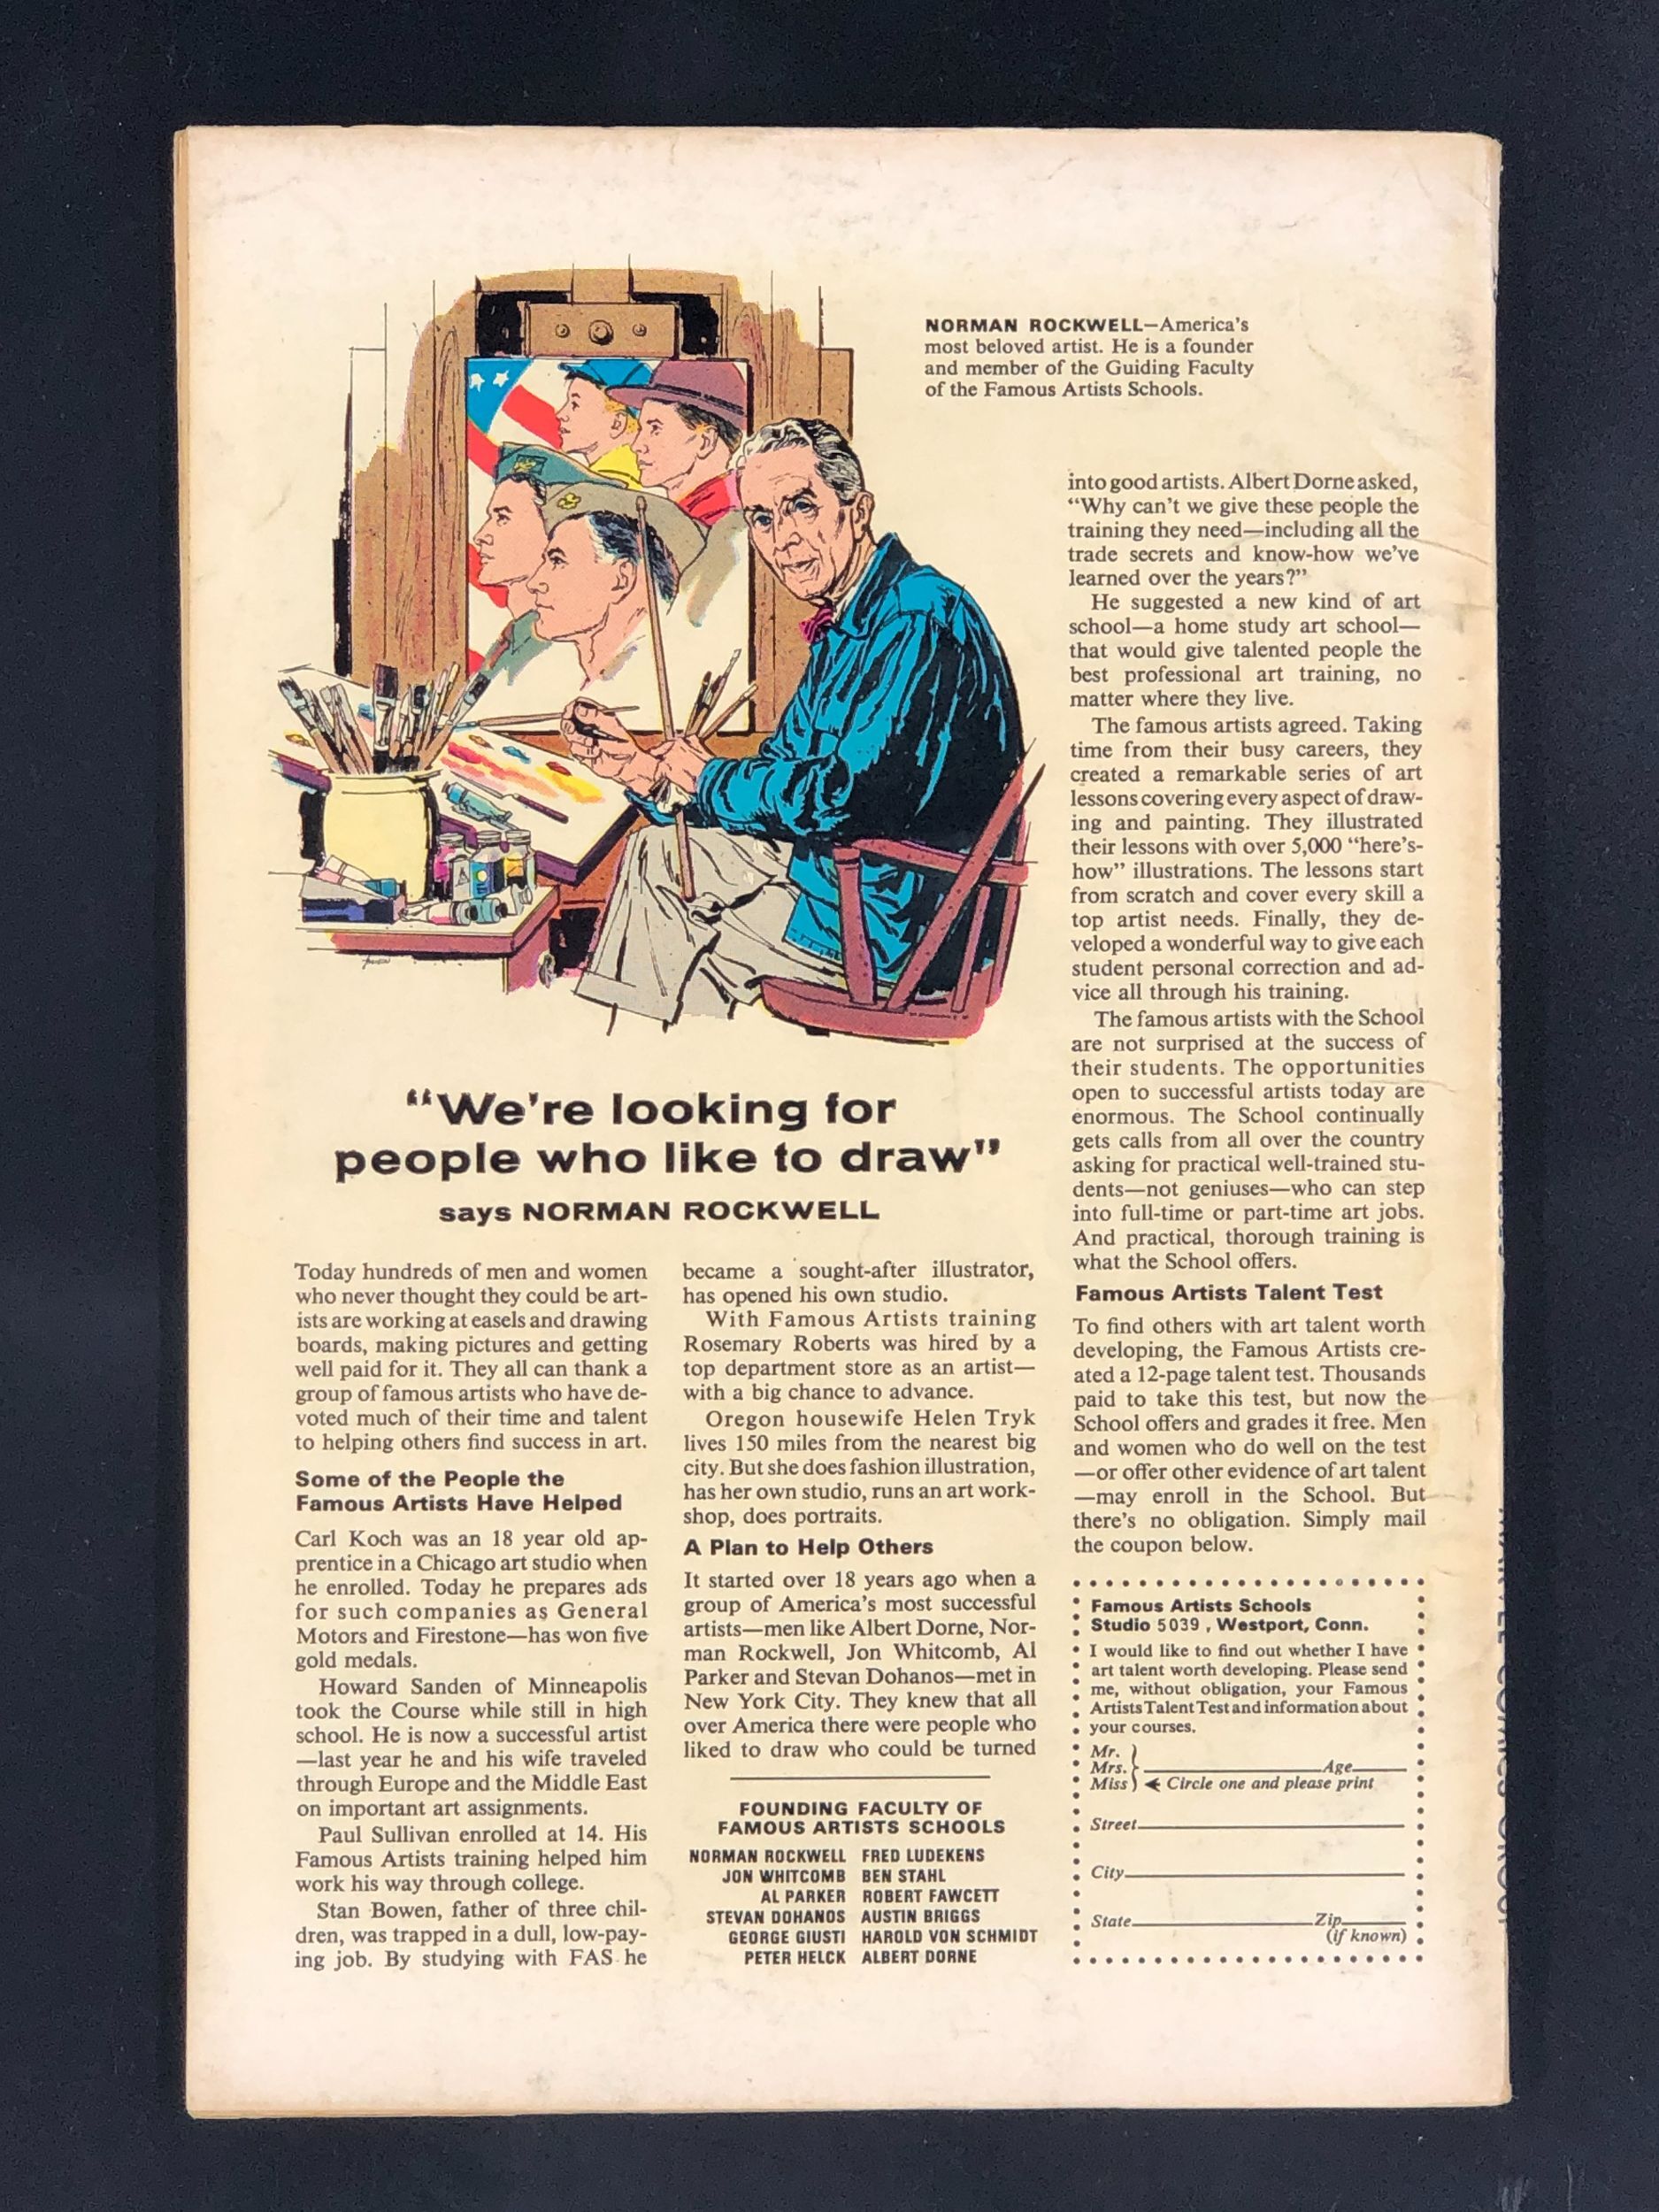 NORMAN ROCKWELL—America's
most beloved artist. He is a founder
and member of the Guiding Faculty
of the Famous Artists Schools.
"We're looking for
people who like to draw"
says NORMAN ROCKWELL
Today hundreds of men and women
who never thought they could be art-
ists are working at easels and drawing
boards, making pictures and getting
well paid for it. They all can thank a
group of famous artists who have de-
voted much of their time and talent
to helping others find success in art.
Some of the People the
Famous Artists Have Helped
Carl Koch was an 18 year old ap-
prentice in a Chicago art studio when
he enrolled. Today he prepares ads
for such companies as General
Motors and Firestone—has won five
gold medals.
Howard Sanden of Minneapolis
took the Course while still in high
school. He is now a successful artist
—last year he and his wife traveled
through Europe and the Middle East
on important art assignments.
Paul Sullivan enrolled at 14. His
Famous Artists training helped him
work his way through college.
Stan Bowen, father of three chil-
dren, was trapped in a dull, low-pay-
ing job. By studying with FAS he
became a sought-after illustrator,
has opened his own studio.
With Famous Artists training
Rosemary Roberts was hired by a
top department store as an artist—
with a big chance to advance.
Oregon housewife Helen Tryk
lives 150 miles from the nearest big
city. But she does fashion illustration,
has her own studio, runs an art work-
shop, does portraits.
A Plan to Help Others
It started over 18 years ago when a
group of America's most successful
artists—men like Albert Dorne, Nor-
man Rockwell, Jon Whitcomb, Al
Parker and Stevan Dohanos—met in
New York City. They knew that all
over America there were people who
liked to draw who could be turned
FOUNDING FACULTY OF
FAMOUS ARTISTS SCHOOLS
NORMAN ROCKWELL FRED LUDEKENS
JON WHITCOMB BEN STAHL
AL PARKER ROBERT FAWCETT
STEVAN DOHANOS AUSTIN BRIGGS
GEORGE GIUSTI HAROLD VON SCHMIDT
PETER HELCK ALBERT DORNE
into good artists. Albert Dorne asked,
"Why can't we give these people the
training they need—including all the
trade secrets and know-how we've
learned over the years?"
He suggested a new kind of art
school—a home study art school—
that would give talented people the
best professional art training, no
matter where they live.
The famous artists agreed. Taking
time from their busy careers, they
created a remarkable series of art
lessons covering every aspect of draw-
ing and painting. They illustrated
their lessons with over 5,000 "here's-
how" illustrations. The lessons start
from scratch and cover every skill a
top artist needs. Finally, they de-
veloped a wonderful way to give each
student personal correction and ad-
vice all through his training.
The famous artists with the School
are not surprised at the success of
their students. The opportunities
open to successful artists today are
enormous. The School continually
gets calls from all over the country
asking for practical well-trained stu-
dents—not geniuses—who can step
into full-time or part-time art jobs.
And practical, thorough training is
what the School offers.
Famous Artists Talent Test
To find others with art talent worth
developing, the Famous Artists cre-
ated a 12-page talent test. Thousands
paid to take this test, but now the
School offers and grades it free. Men
and women who do well on the test
—or offer other evidence of art talent
—may enroll in the School. But
there's no obligation. Simply mail
the coupon below.
Famous Artists Schools
Studio 5039 , Westport, Conn.
I would like to find out whether I have
art talent worth developing. Please send
me, without obligation, your Famous
Artists Talent Test and information about
your courses.
Mr.
Mrs. Age
Miss Circle one and please print
Street
City
State Zip
(if known)